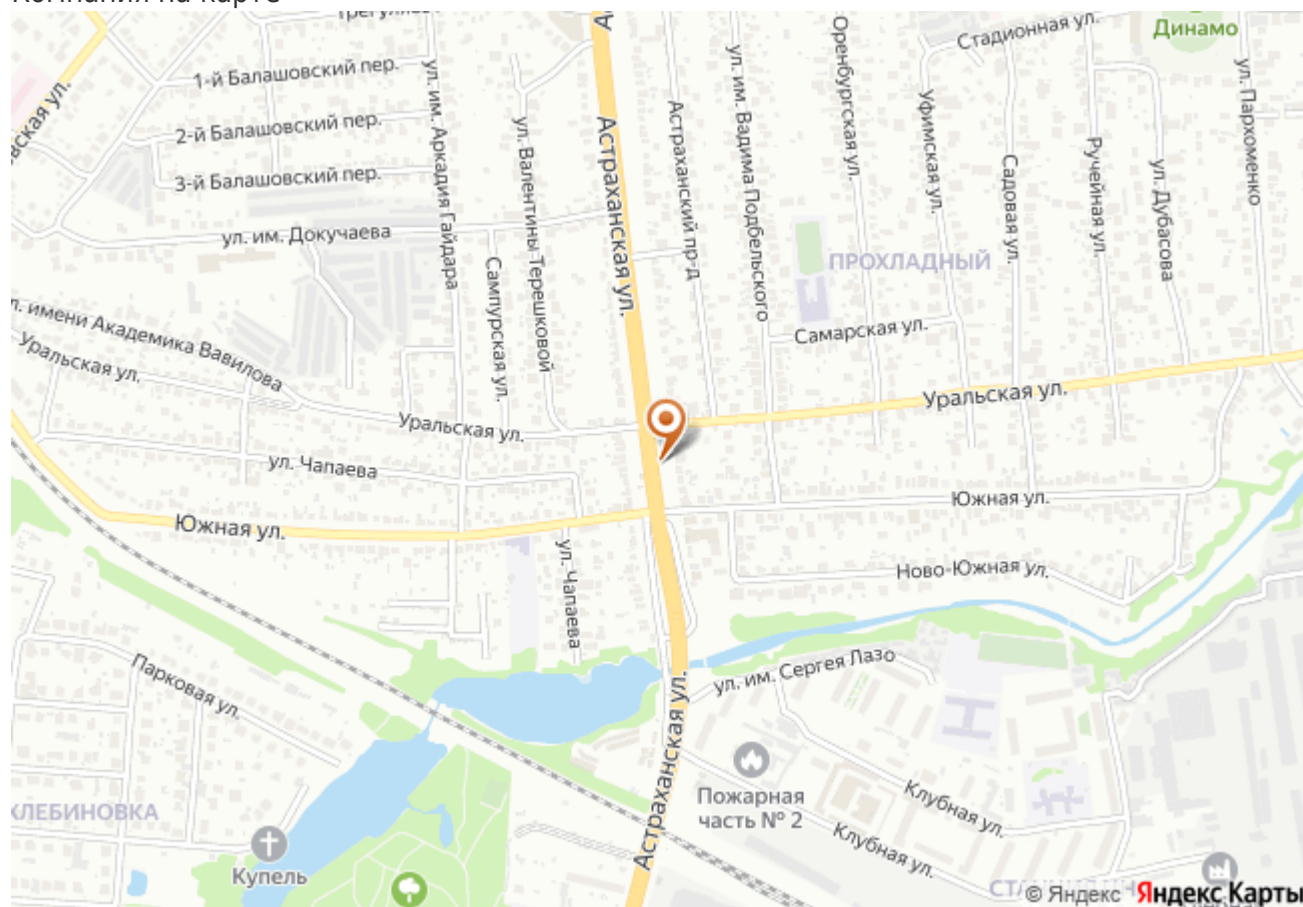 Стадионная ул.
Динамо
1-й Балашовский пер.
2-й Балашовский пер.
3-й Балашовский пер.
ул. им. Аркадия Гайдара
ул. Валентины Терешковой
Астраханская ул.
Астраханский пр-д
ул. им. Вадима Подбельского
Оренбургская ул.
Уфимская ул.
Садовая ул.
Ручейная ул.
ул. Дубасова
ул. Пархоменко
ул. им. Докучаева
Сампурская ул.
ПРОХЛАДНЫЙ
Самарская ул.
имени Академика Вавилова
Уральская ул.
Уральская ул.
Уральская ул.
ул. Чапаева
Южная ул.
Южная ул.
ул. Чапаева
Ново-Южная ул.
ул. им. Сергея Лазо
Парковая ул.
Астраханская ул.
Пожарная
часть № 2
Клубная ул.
Клубная ул.
ХЛЕБИНОВКА
Купель
© Яндекс Яндекс Карты